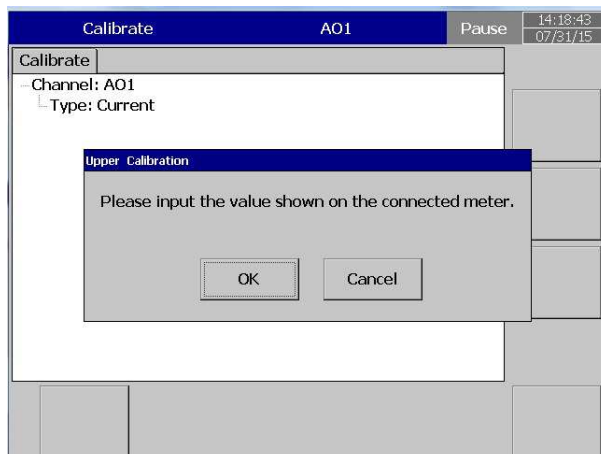 Calibrate AO1 Pause 14:18:43
07/31/15
Calibrate
Channel: AO1
Type: Current
Upper Calibration
Please input the value shown on the connected meter.
OK Cancel